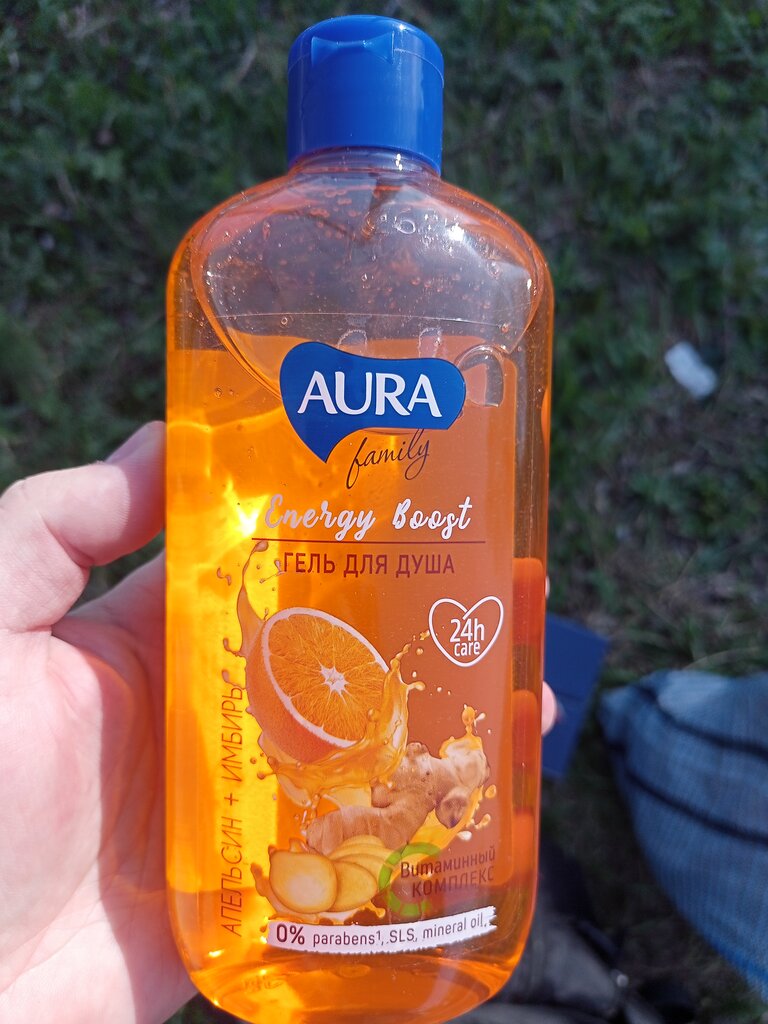 AURA
family
Energy Boost
ГЕЛЬ ДЛЯ ДУША
24h
care
АПЕЛЬСИН + ИМБИРЬ
Витаминный
КОМПЛЕКС
0% parabens¹, SLS, mineral oil,